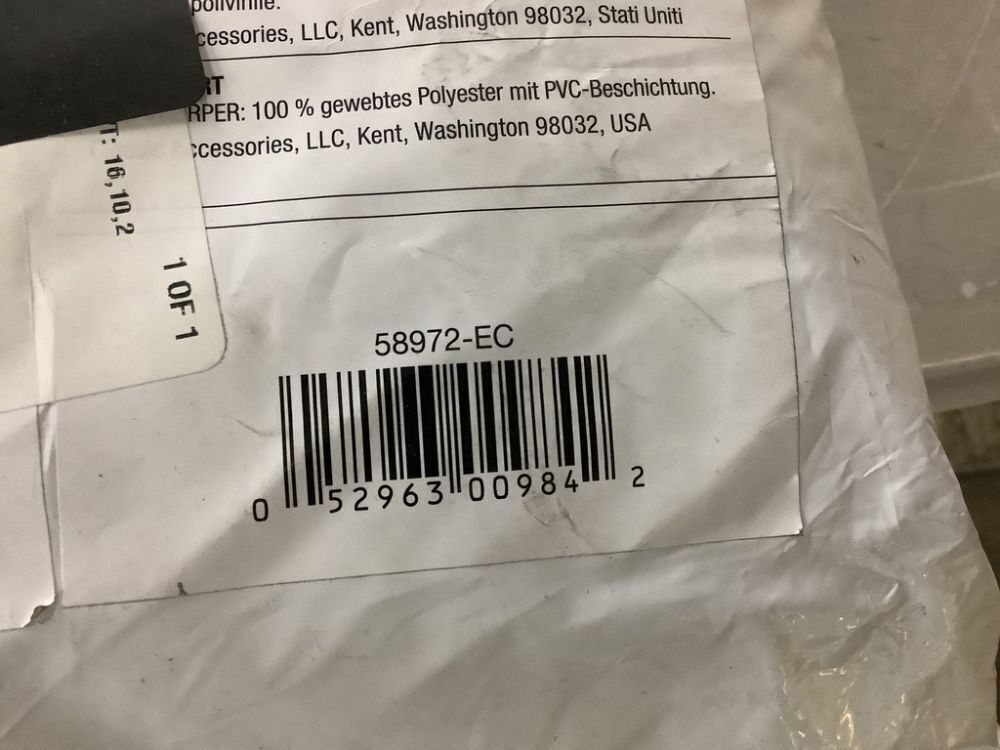 cessories, LLC, Kent, Washington 98032, Stati Uniti
RPER: 100 % gewebtes Polyester mit PVC-Beschichtung.
ccessories, LLC, Kent, Washington 98032, USA
T: 16,10,2
1 OF 1
58972-EC
0 52963 00984 2